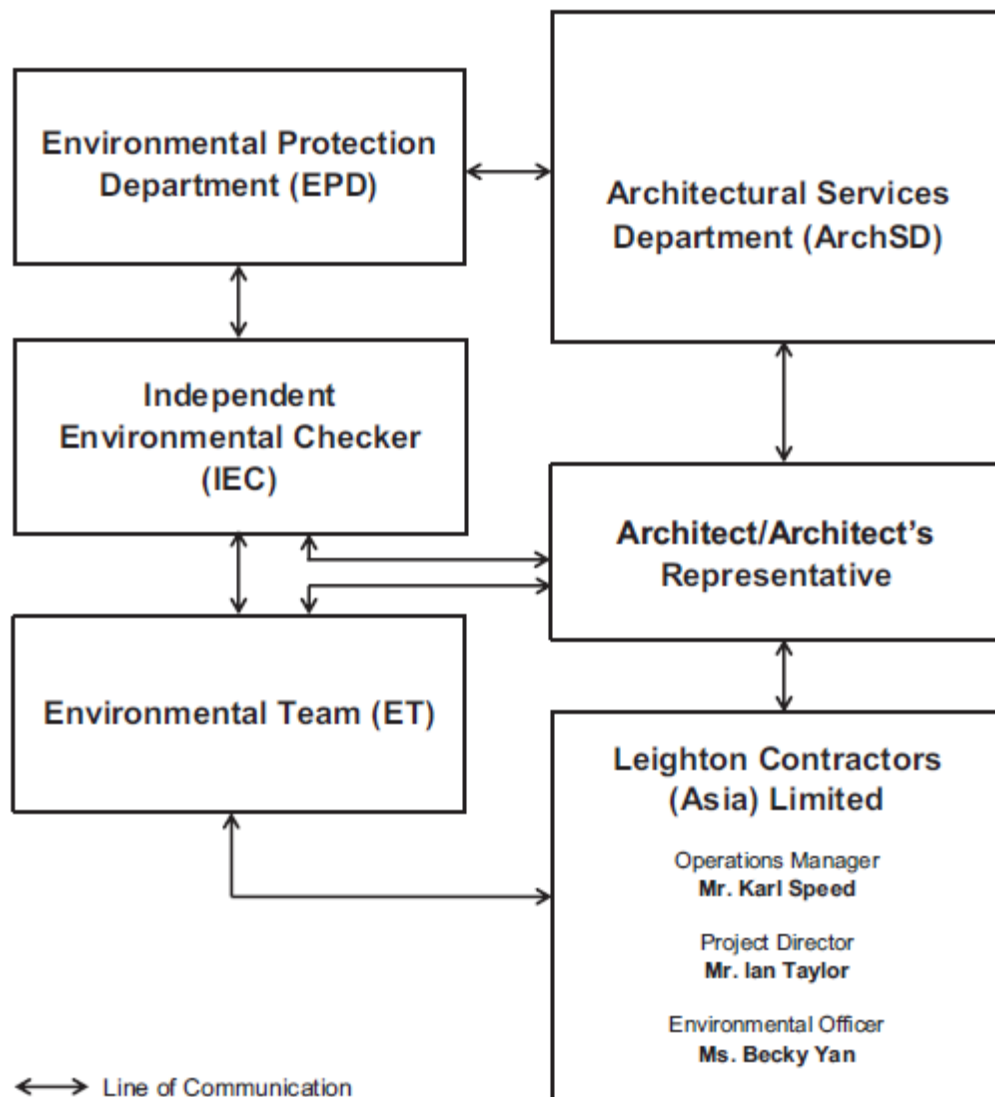 Environmental Protection
Department (EPD)
Architectural Services
Department (ArchSD)
Independent
Environmental Checker
(IEC)
Architect/Architect’s
Representative
Environmental Team (ET)
Leighton Contractors
(Asia) Limited
Operations Manager
Mr. Karl Speed
Project Director
Mr. Ian Taylor
Environmental Officer
Ms. Becky Yan
Line of Communication